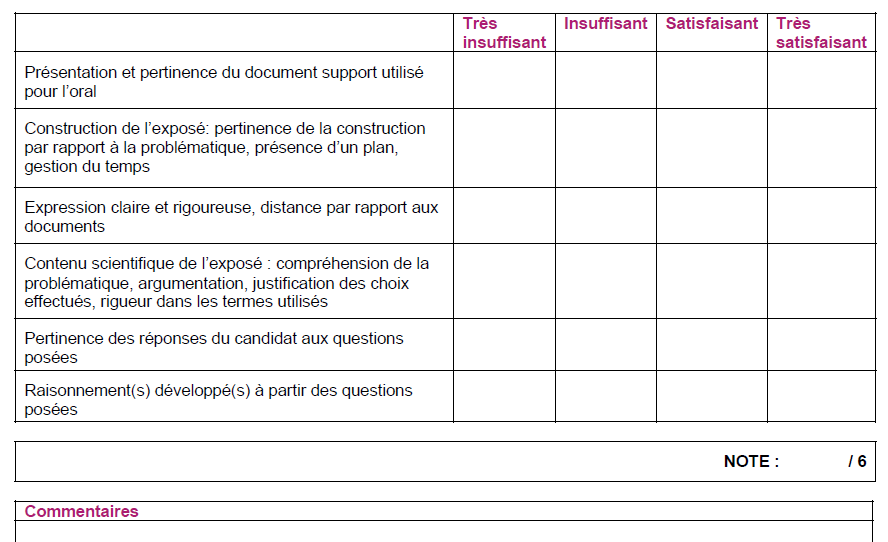 Très insuffisant Insuffisant Satisfaisant Très satisfaisant
Présentation et pertinence du document support utilisé
pour l'oral
Construction de l'exposé: pertinence de la construction
par rapport à la problématique, présence d'un plan,
gestion du temps
Expression claire et rigoureuse, distance par rapport aux
documents
Contenu scientifique de l'exposé : compréhension de la
problématique, argumentation, justification des choix
effectués, rigueur dans les termes utilisés
Pertinence des réponses du candidat aux questions
posées
Raisonnement(s) développé(s) à partir des questions
posées
NOTE : / 6
Commentaires